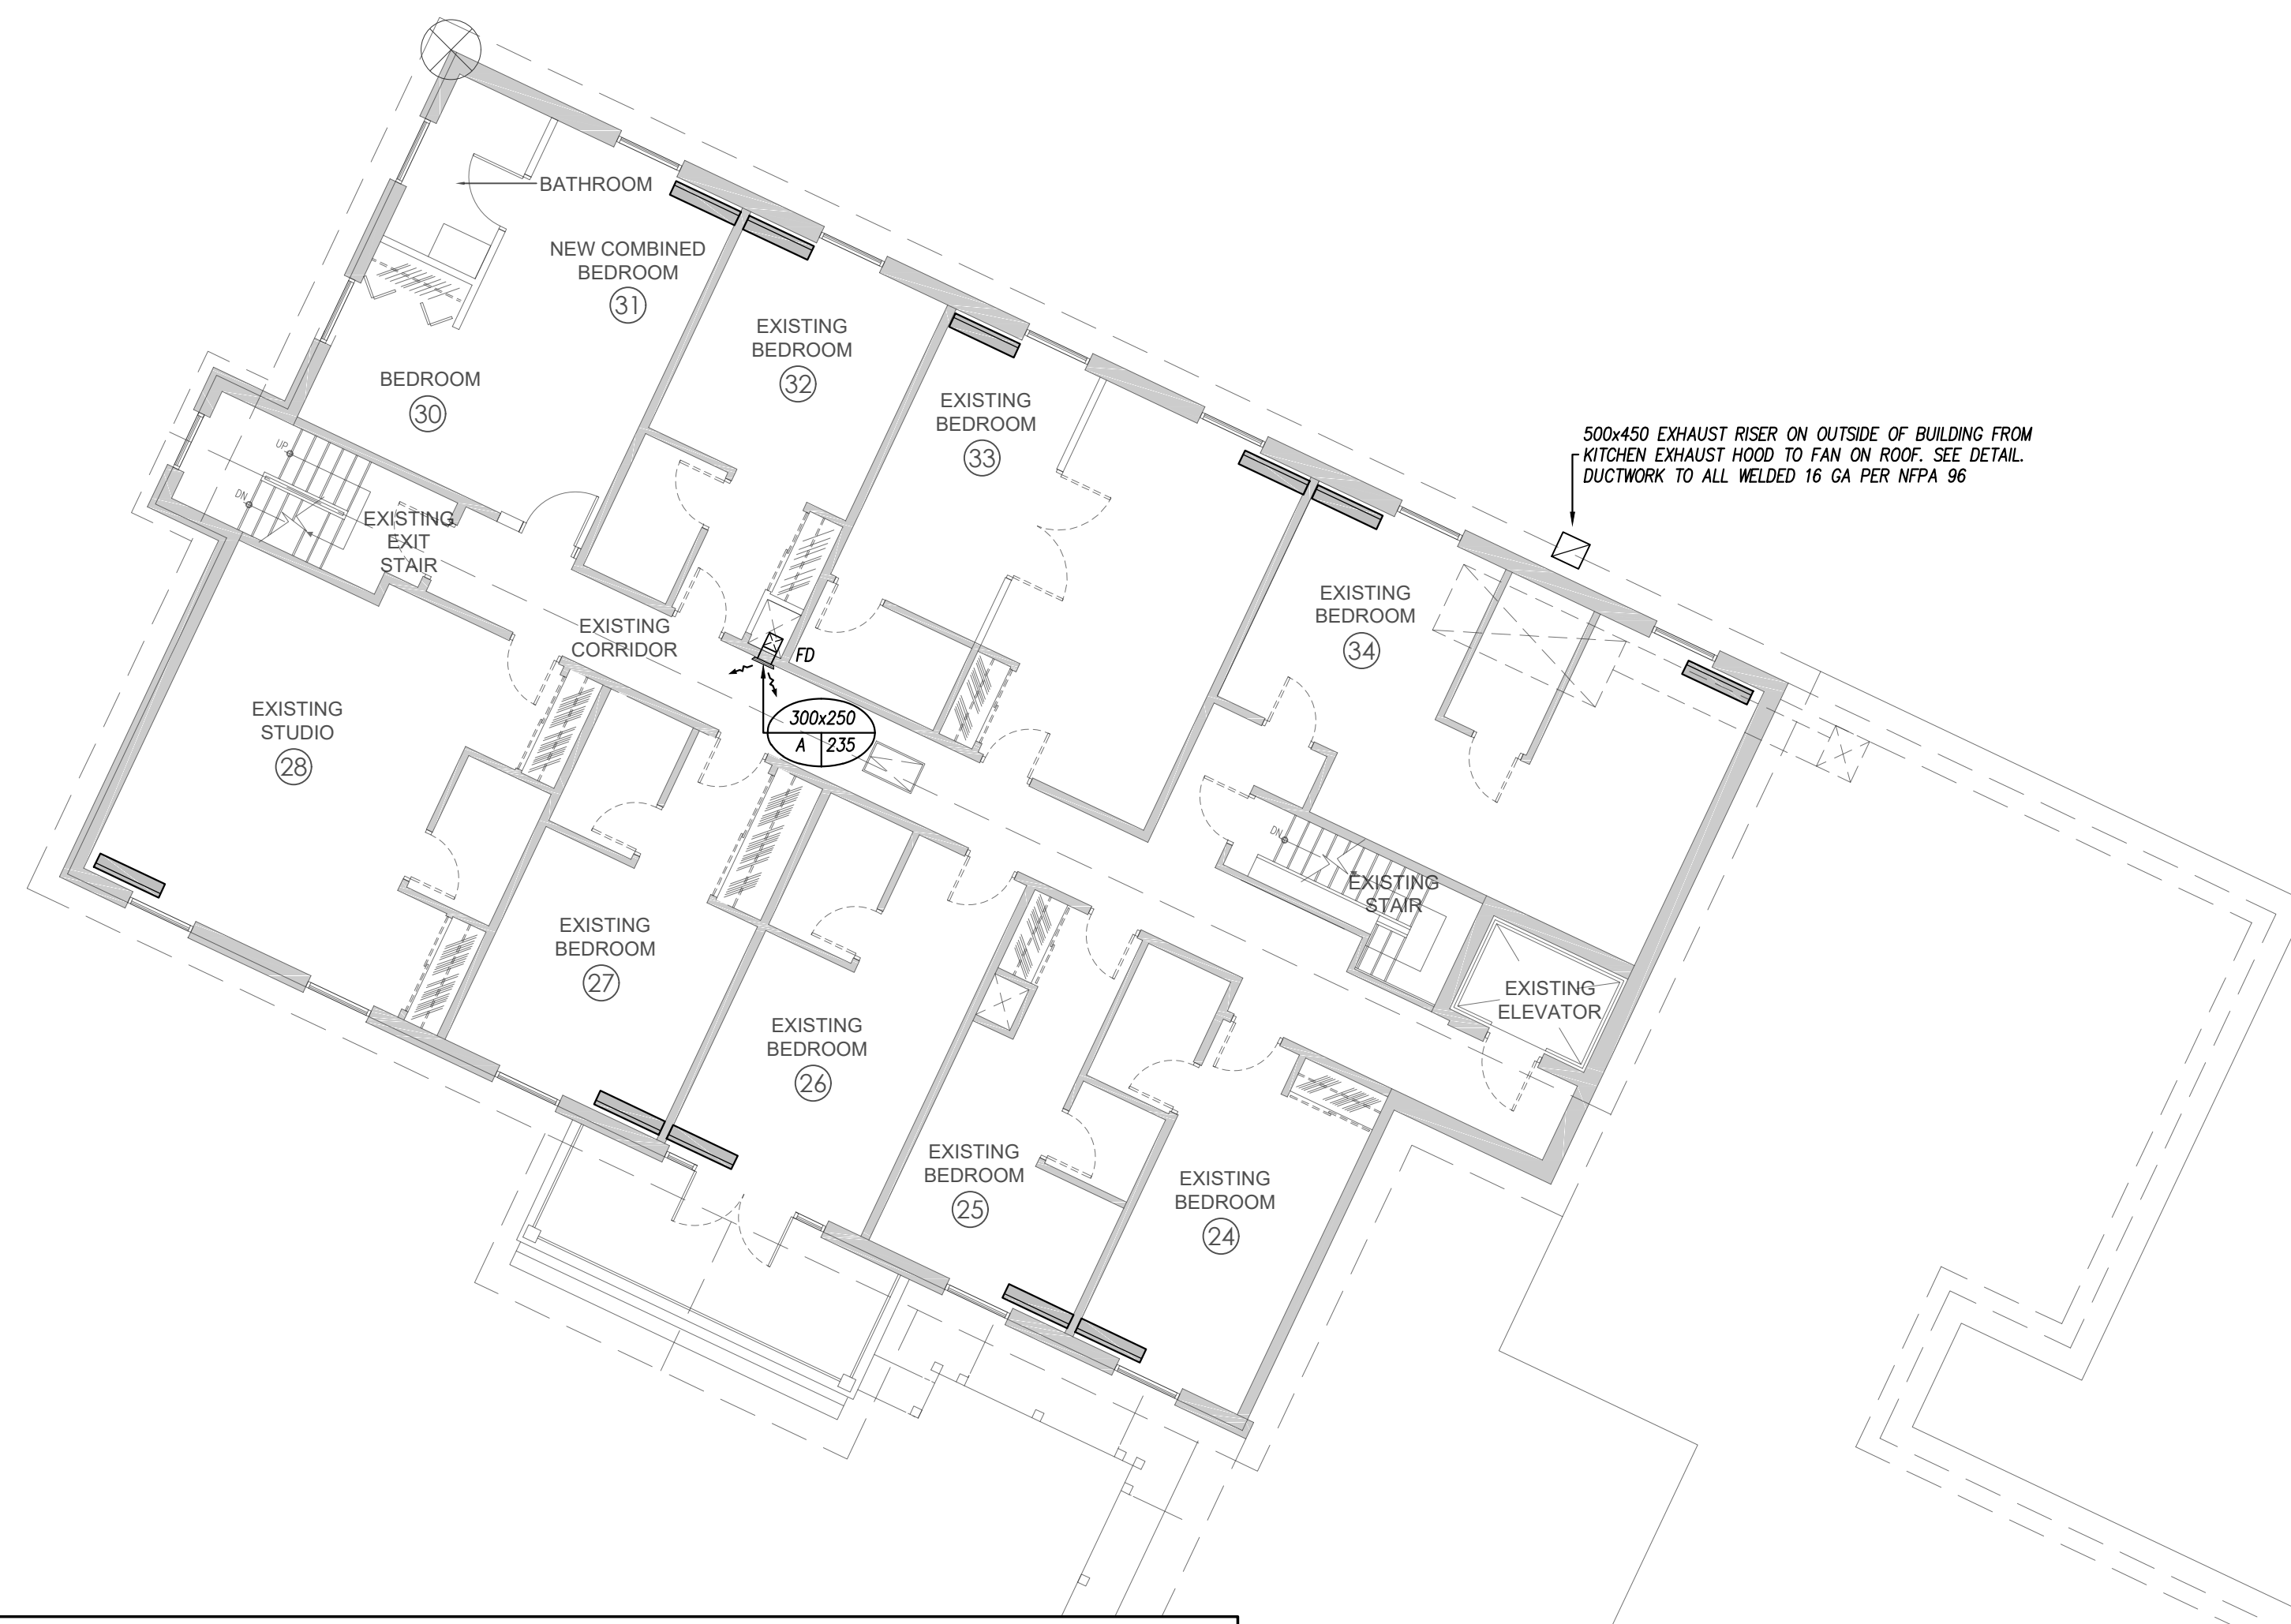 BATHROOM
NEW COMBINED
BEDROOM
31
EXISTING
BEDROOM
32
BEDROOM
30
EXISTING
BEDROOM
33
500x450 EXHAUST RISER ON OUTSIDE OF BUILDING FROM
KITCHEN EXHAUST HOOD TO FAN ON ROOF. SEE DETAIL.
DUCTWORK TO ALL WELDED 16 GA PER NFPA 96
UP
DN
EXISTING
EXIT
STAIR
EXISTING
BEDROOM
34
EXISTING
CORRIDOR
FD
300x250
A 235
EXISTING
STUDIO
28
DN
EXISTING
STAIR
EXISTING
BEDROOM
27
EXISTING
ELEVATOR
EXISTING
BEDROOM
26
EXISTING
BEDROOM
25
EXISTING
BEDROOM
24